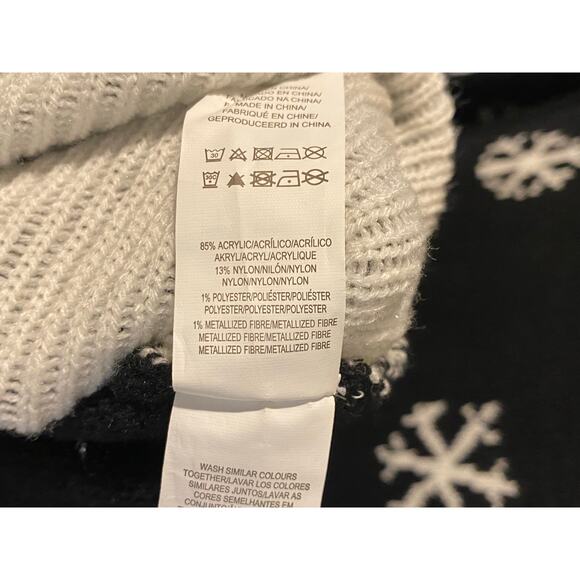 FABRICADO NA CHINA/
MADE IN CHINA/
FABRIQUÉ EN CHINE/
GEPRODUCEERD IN CHINA
30
30C
85% ACRYLIC/ACRÍLICO/ACRÍLICO
AKRYL/ACRYL/ACRYLIQUE
13% NYLON/NILÓN/NYLON
NYLON/NYLON/NYLON
1% POLYESTER/POLIÉSTER/POLIÉSTER
POLYESTER/POLYESTER/POLYESTER
1% METALLIZED FIBRE/METALLIZED FIBRE
METALLIZED FIBRE/METALLIZED FIBRE
METALLIZED FIBRE/METALLIZED FIBRE
WASH SIMILAR COLOURS
TOGETHER/LAVAR LOS COLORES
SIMILARES JUNTOS/LAVAR AS
CORES SEMELHANTES EM